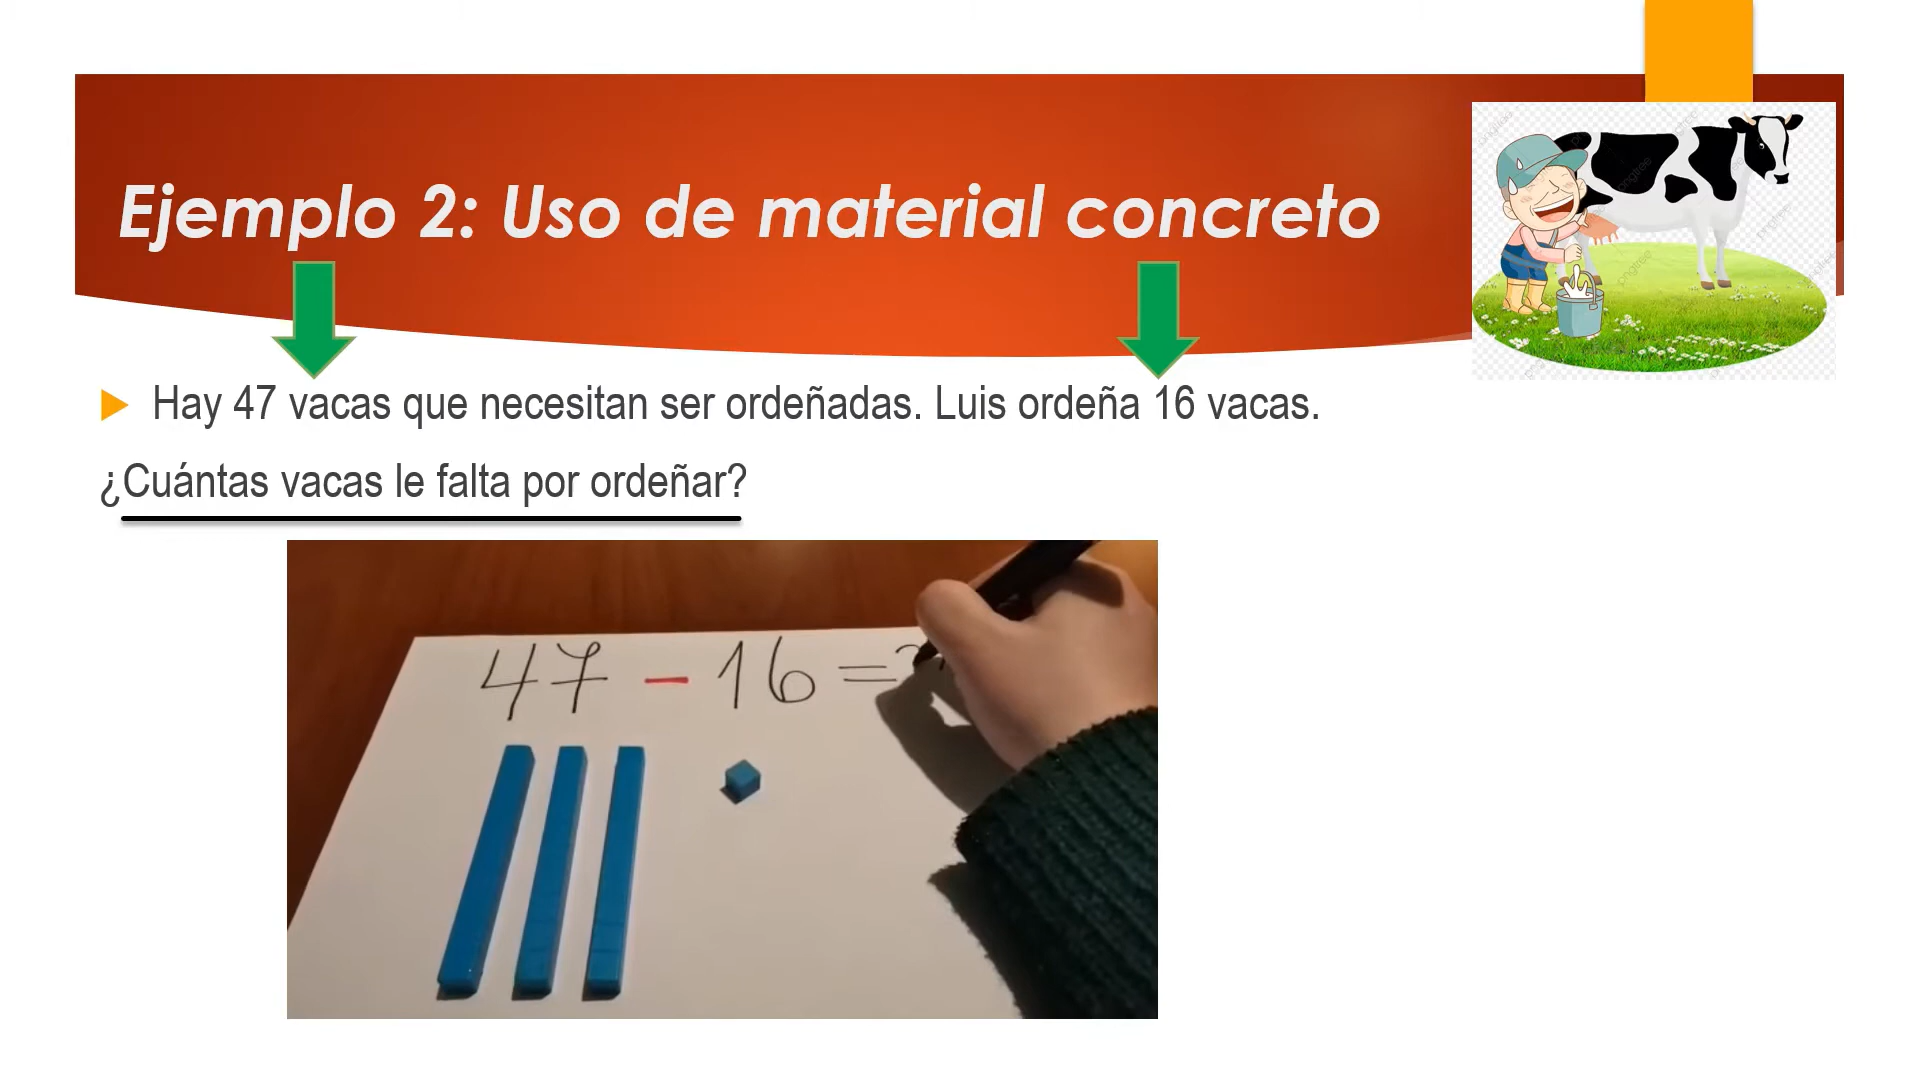 Ejemplo 2: Uso de material concreto
Hay 47 vacas que necesitan ser ordeñadas. Luis ordeña 16 vacas.
¿Cuántas vacas le falta por ordeñar?
47 - 16 =